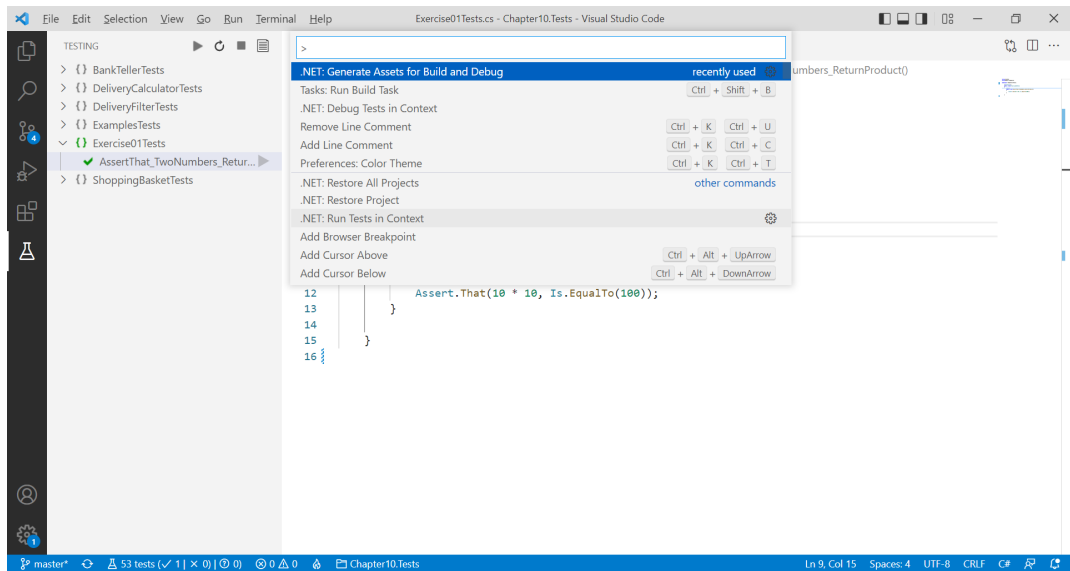 File Edit Selection View Go Run Terminal Help Exercise01Tests.cs - Chapter10.Tests - Visual Studio Code
TESTING
>
umbers_ReturnProduct()
{} BankTellerTests
{} DeliveryCalculatorTests
{} DeliveryFilterTests
{} ExamplesTests
{} Exercise01Tests
AssertThat_TwoNumbers_Retur...
{} ShoppingBasketTests
.NET: Generate Assets for Build and Debug recently used
Tasks: Run Build Task Ctrl + Shift + B
.NET: Debug Tests in Context
Remove Line Comment Ctrl + K Ctrl + U
Add Line Comment Ctrl + K Ctrl + C
Preferences: Color Theme Ctrl + K Ctrl + T
.NET: Restore All Projects other commands
.NET: Restore Project
.NET: Run Tests in Context
Add Browser Breakpoint
Add Cursor Above Ctrl + Alt + UpArrow
Add Cursor Below Ctrl + Alt + DownArrow
12 Assert.That(10 * 10, Is.EqualTo(100));
13 }
14
15 }
16
4
1
master* 53 tests (✓ 1 | × 0 | ? 0) 0 0 Chapter10.Tests Ln 9, Col 15 Spaces: 4 UTF-8 CRLF C#